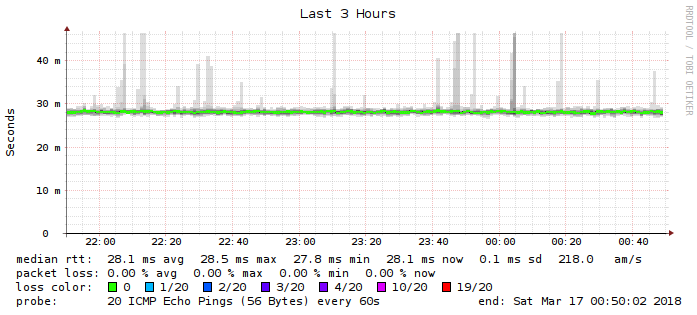 Last 3 Hours
RRDTOOL / TOBI OETIKER
Seconds
40 m
30 m
20 m
10 m
0
22:00 22:20 22:40 23:00 23:20 23:40 00:00 00:20 00:40
median rtt: 28.1 ms avg 28.5 ms max 27.8 ms min 28.1 ms now 0.1 ms sd 218.0 am/s
packet loss: 0.00 % avg 0.00 % max 0.00 % min 0.00 % now
loss color: 0 1/20 2/20 3/20 4/20 10/20 19/20
probe: 20 ICMP Echo Pings (56 Bytes) every 60s end: Sat Mar 17 00:50:02 2018